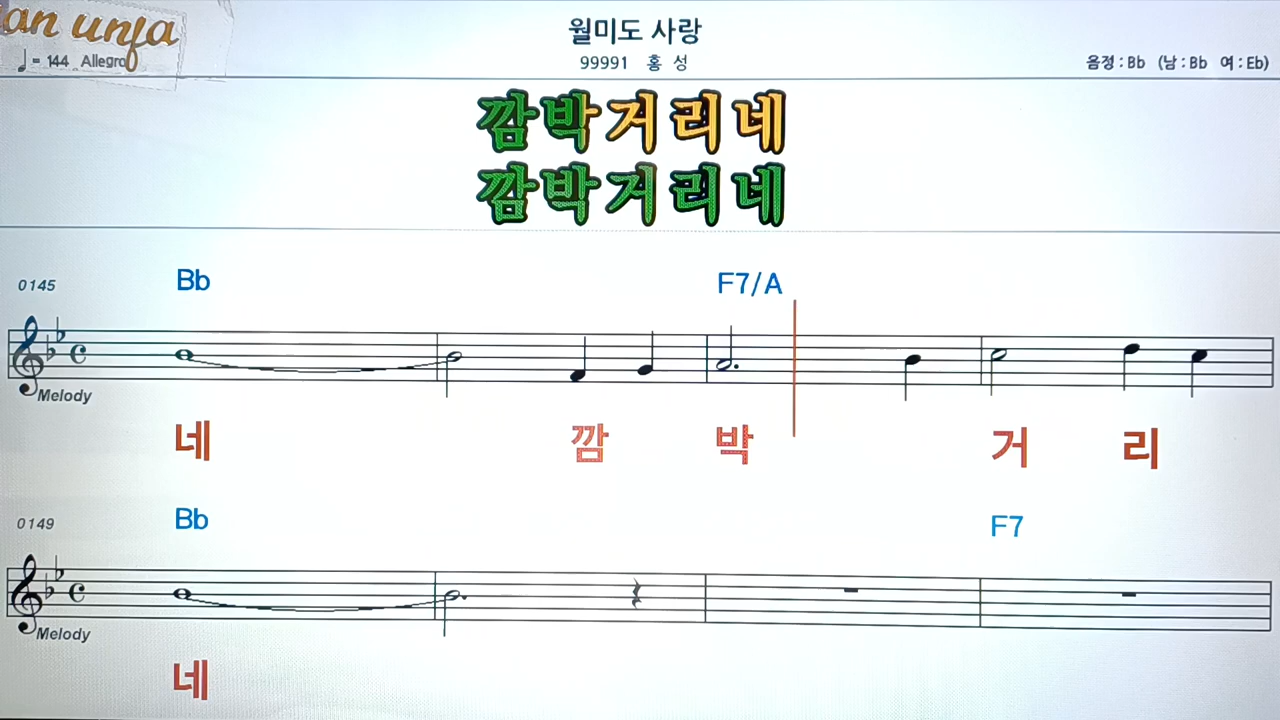 an unja
월미도 사랑
♩= 144 Allegro
99991 홍 성
음정 : Bb (남 : Bb 여 : Eb)
깜박거리네
깜박거리네
0145 Bb F7/A
Melody
네 깜 박 거 리
0149 Bb F7
Melody
네